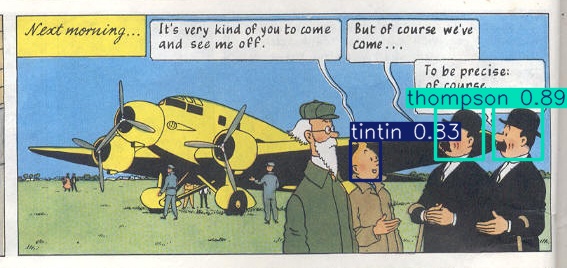 Next morning...
It's very kind of you to come
and see me off.
But of course we've
come...
To be precise:
of course
thompson 0.89
tintin 0.83